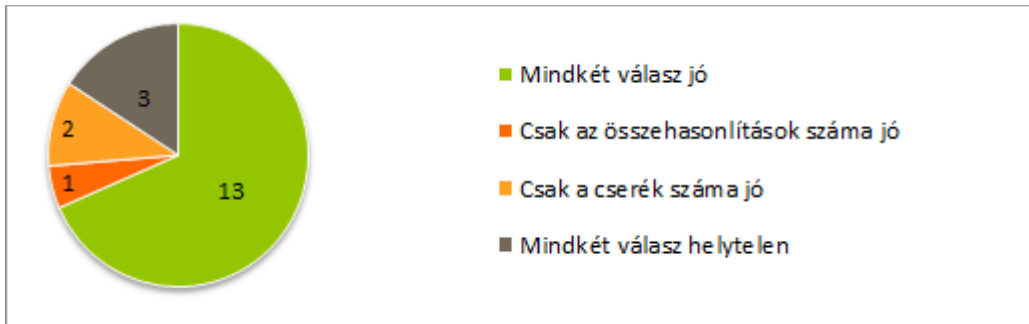 3
2
1
13
Mindkét válasz jó
Csak az összehasonlítások száma jó
Csak a cserék száma jó
Mindkét válasz helytelen